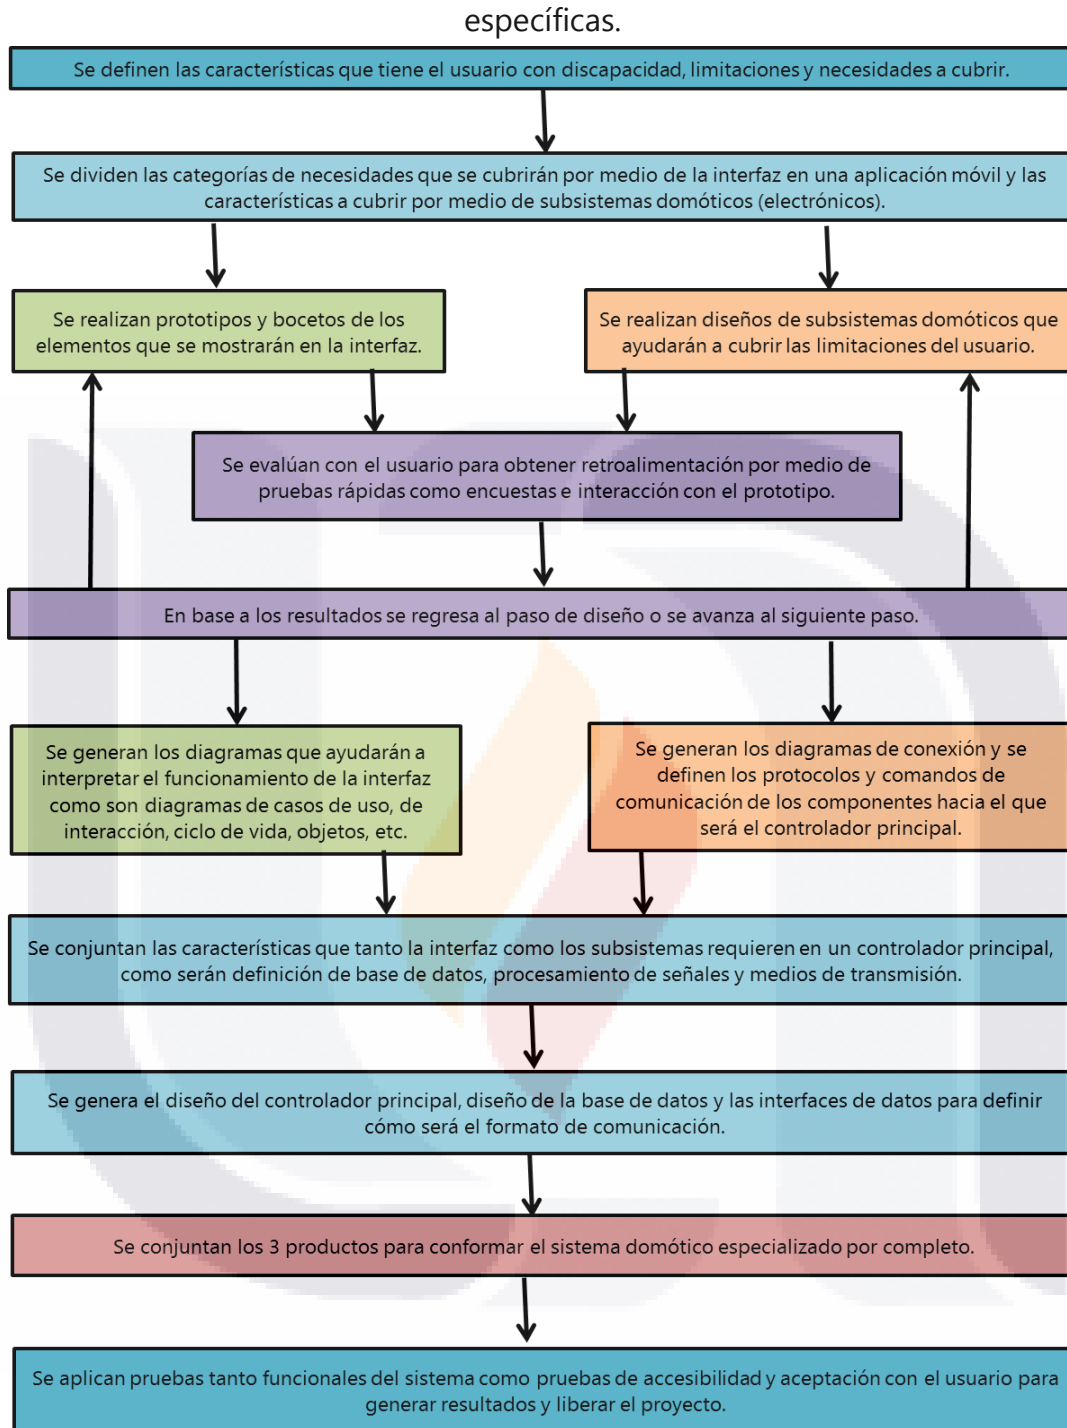 específicas.
Se definen las características que tiene el usuario con discapacidad, limitaciones y necesidades a cubrir.
Se dividen las categorías de necesidades que se cubrirán por medio de la interfaz en una aplicación móvil y las
características a cubrir por medio de subsistemas domóticos (electrónicos).
Se realizan prototipos y bocetos de los
elementos que se mostrarán en la interfaz.
Se realizan diseños de subsistemas domóticos que
ayudarán a cubrir las limitaciones del usuario.
Se evalúan con el usuario para obtener retroalimentación por medio de
pruebas rápidas como encuestas e interacción con el prototipo.
En base a los resultados se regresa al paso de diseño o se avanza al siguiente paso.
Se generan los diagramas que ayudarán a
interpretar el funcionamiento de la interfaz
como son diagramas de casos de uso, de
interacción, ciclo de vida, objetos, etc.
Se generan los diagramas de conexión y se
definen los protocolos y comandos de
comunicación de los componentes hacia el que
será el controlador principal.
Se conjuntan las características que tanto la interfaz como los subsistemas requieren en un controlador principal,
como serán definición de base de datos, procesamiento de señales y medios de transmisión.
Se genera el diseño del controlador principal, diseño de la base de datos y las interfaces de datos para definir
cómo será el formato de comunicación.
Se conjuntan los 3 productos para conformar el sistema domótico especializado por completo.
Se aplican pruebas tanto funcionales del sistema como pruebas de accesibilidad y aceptación con el usuario para
generar resultados y liberar el proyecto.